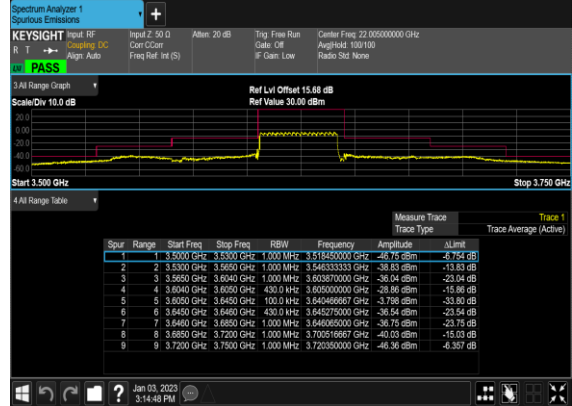 Spectrum Analyzer 1
Spurious Emissions
KEYSIGHT Input: RF Input Z: 50 Ω Atten: 20 dB Trig: Free Run Center Freq: 22.005000000 GHz
R T Coupling: DC Corr CCorr Gate: Off Avg|Hold: 100/100
Align: Auto Freq Ref: Int (S) IF Gain: Low Radio Std: None
PASS
3 All Range Graph
Ref Lvl Offset 15.68 dB
Scale/Div 10.0 dB Ref Value 30.00 dBm
20.0
0.00
-20.0
-40.0
-60.0
Start 3.500 GHz Stop 3.750 GHz
4 All Range Table
Measure Trace Trace 1
Trace Type Trace Average (Active)
Spur Range Start Freq Stop Freq RBW Frequency Amplitude ΔLimit
1 1 3.5000 GHz 3.5300 GHz 1.000 MHz 3.518450000 GHz -46.75 dBm -6.754 dB
2 2 3.5300 GHz 3.5650 GHz 1.000 MHz 3.546333333 GHz -38.83 dBm -13.83 dB
3 3 3.5650 GHz 3.6040 GHz 1.000 MHz 3.603870000 GHz -36.04 dBm -23.04 dB
4 4 3.6040 GHz 3.6050 GHz 430.0 kHz 3.605000000 GHz -28.86 dBm -15.86 dB
5 5 3.6050 GHz 3.6450 GHz 100.0 kHz 3.640466667 GHz -3.798 dBm -33.80 dB
6 6 3.6450 GHz 3.6460 GHz 430.0 kHz 3.645275000 GHz -36.54 dBm -23.54 dB
7 7 3.6460 GHz 3.6850 GHz 1.000 MHz 3.646065000 GHz -36.75 dBm -23.75 dB
8 8 3.6850 GHz 3.7200 GHz 1.000 MHz 3.700516667 GHz -40.03 dBm -15.03 dB
9 9 3.7200 GHz 3.7500 GHz 1.000 MHz 3.720350000 GHz -46.36 dBm -6.357 dB
Jan 03, 2023
3:14:48 PM